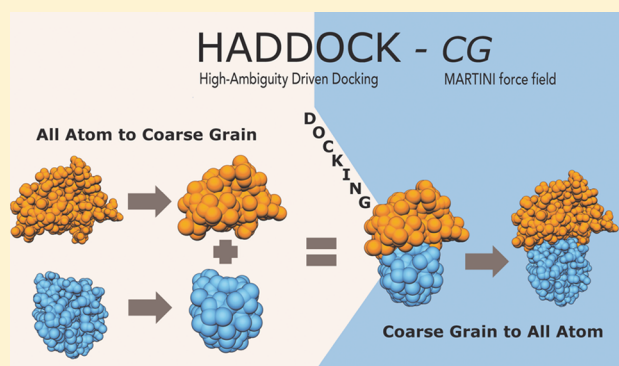 HADDOCK - CG
High-Ambiguity Driven Docking MARTINI force field
All Atom to Coarse Grain
DOCKING
Coarse Grain to All Atom